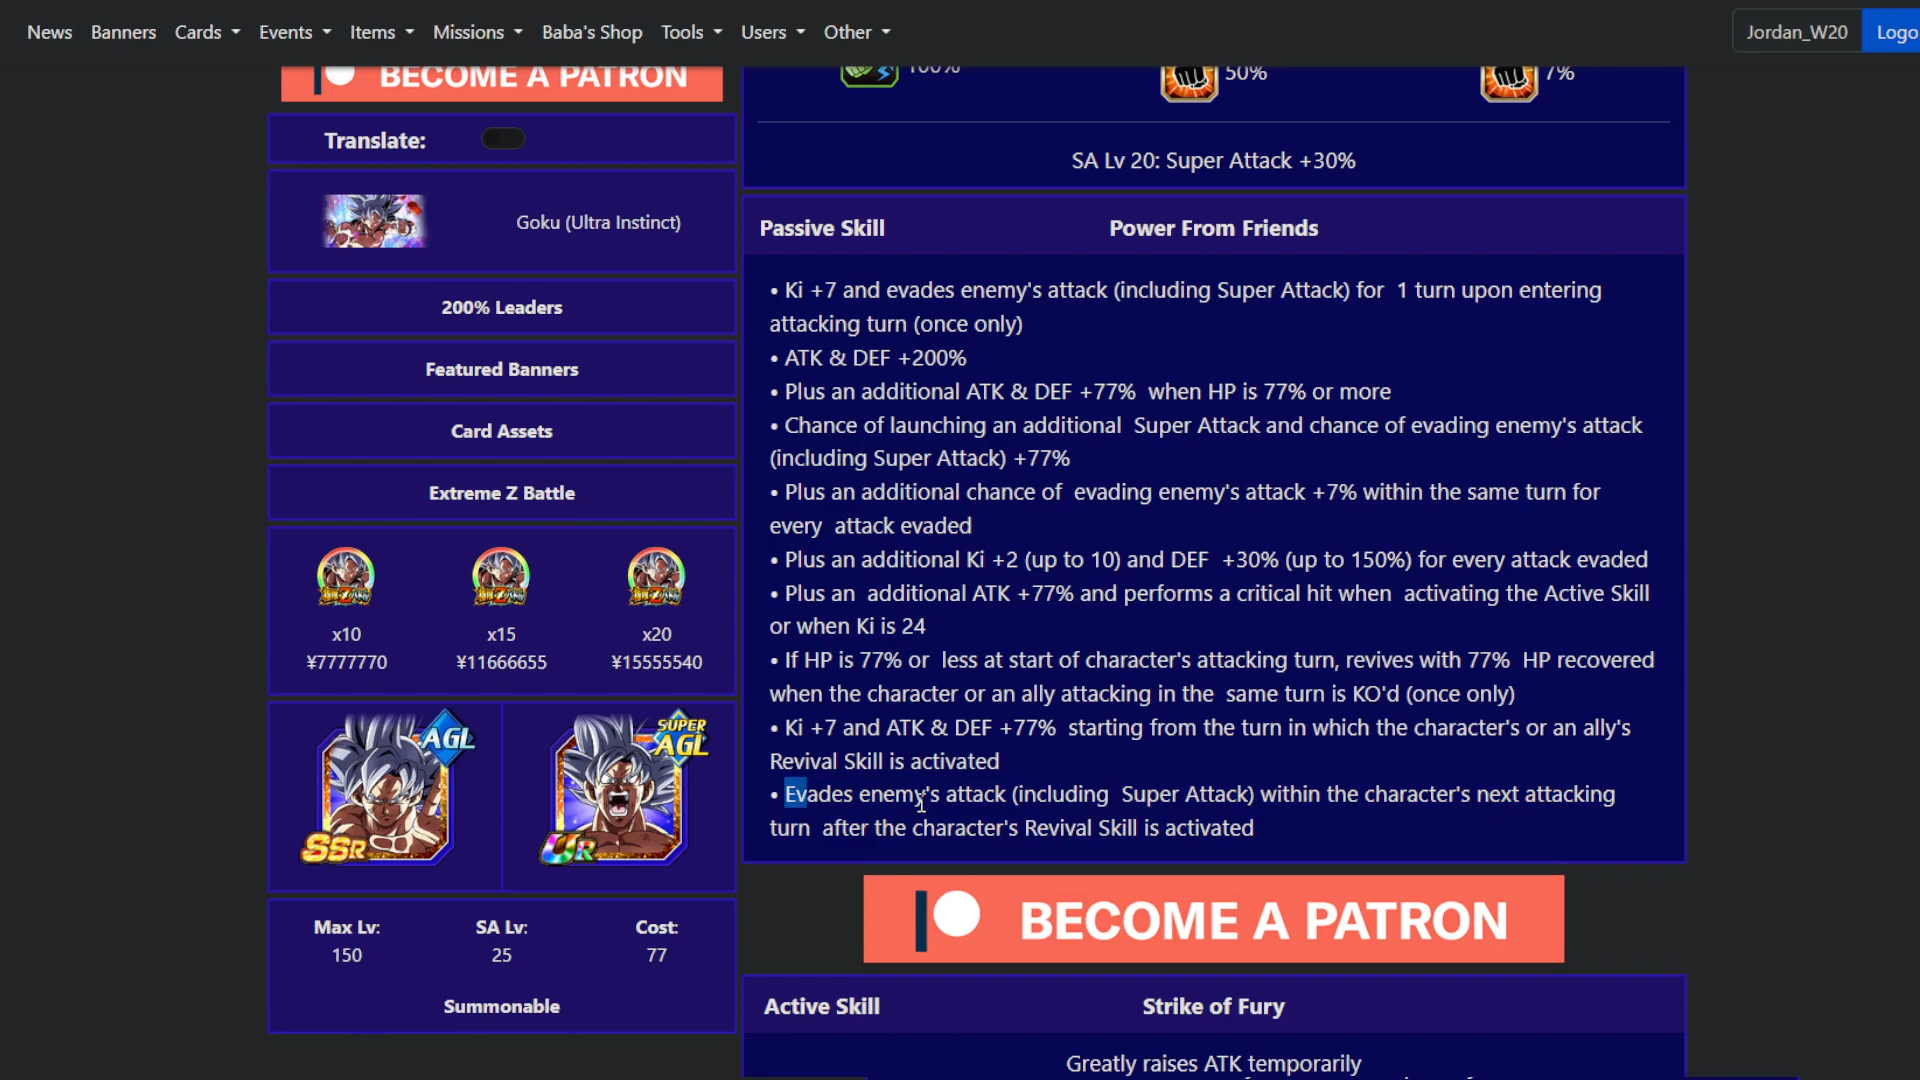 News Banners Cards Events Items Missions Baba's Shop Tools Users Other Jordan_W20 Logo
BECOME A PATRON
100% 50% 7%
Translate:
SA Lv 20: Super Attack +30%
Goku (Ultra Instinct)
200% Leaders
Featured Banners
Card Assets
Extreme Z Battle
x10 x15 x20
¥7777770 ¥11666655 ¥15555540
AGL
SSR
SUPER
AGL
UR
Max Lv: SA Lv: Cost:
150 25 77
Summonable
Passive Skill Power From Friends
• Ki +7 and evades enemy's attack (including Super Attack) for 1 turn upon entering
attacking turn (once only)
• ATK & DEF +200%
• Plus an additional ATK & DEF +77% when HP is 77% or more
• Chance of launching an additional Super Attack and chance of evading enemy's attack
(including Super Attack) +77%
• Plus an additional chance of evading enemy's attack +7% within the same turn for
every attack evaded
• Plus an additional Ki +2 (up to 10) and DEF +30% (up to 150%) for every attack evaded
• Plus an additional ATK +77% and performs a critical hit when activating the Active Skill
or when Ki is 24
• If HP is 77% or less at start of character's attacking turn, revives with 77% HP recovered
when the character or an ally attacking in the same turn is KO'd (once only)
• Ki +7 and ATK & DEF +77% starting from the turn in which the character's or an ally's
Revival Skill is activated
• Evades enemy's attack (including Super Attack) within the character's next attacking
turn after the character's Revival Skill is activated
BECOME A PATRON
Active Skill Strike of Fury
Greatly raises ATK temporarily